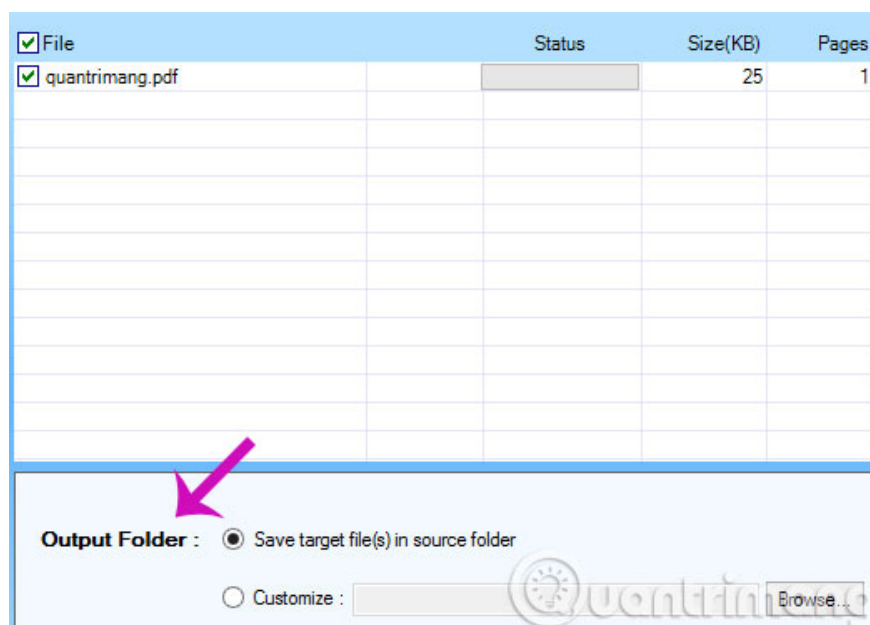 File Status Size(KB) Pages
quantrimang.pdf 25 1
Output Folder : Save target file(s) in source folder
Customize : Browse...
Quantrimang